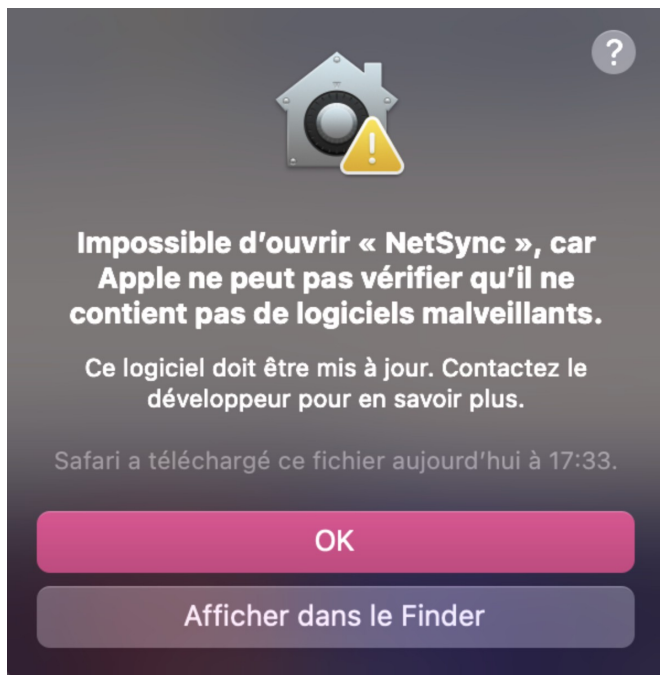 ?
Impossible d’ouvrir « NetSync », car
Apple ne peut pas vérifier qu’il ne
contient pas de logiciels malveillants.
Ce logiciel doit être mis à jour. Contactez le
développeur pour en savoir plus.
Safari a téléchargé ce fichier aujourd’hui à 17:33.
OK
Afficher dans le Finder